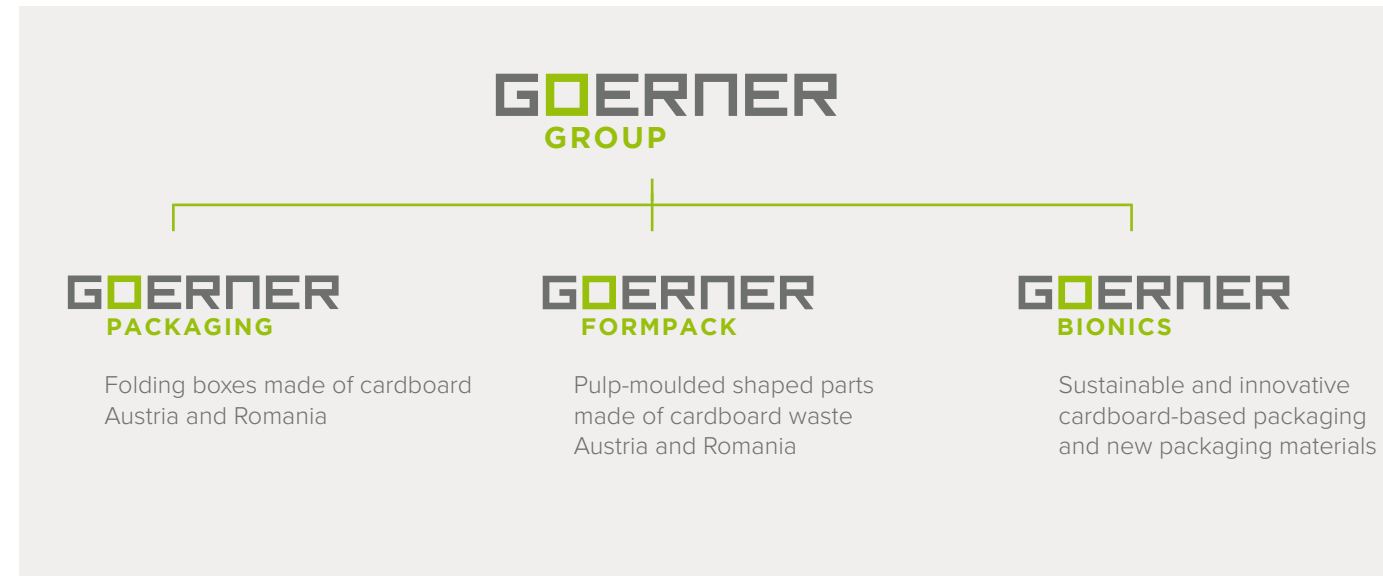 GOERNER
GROUP
GOERNER
PACKAGING
Folding boxes made of cardboard
Austria and Romania
GOERNER
FORMPACK
Pulp-moulded shaped parts
made of cardboard waste
Austria and Romania
GOERNER
BIONICS
Sustainable and innovative
cardboard-based packaging
and new packaging materials